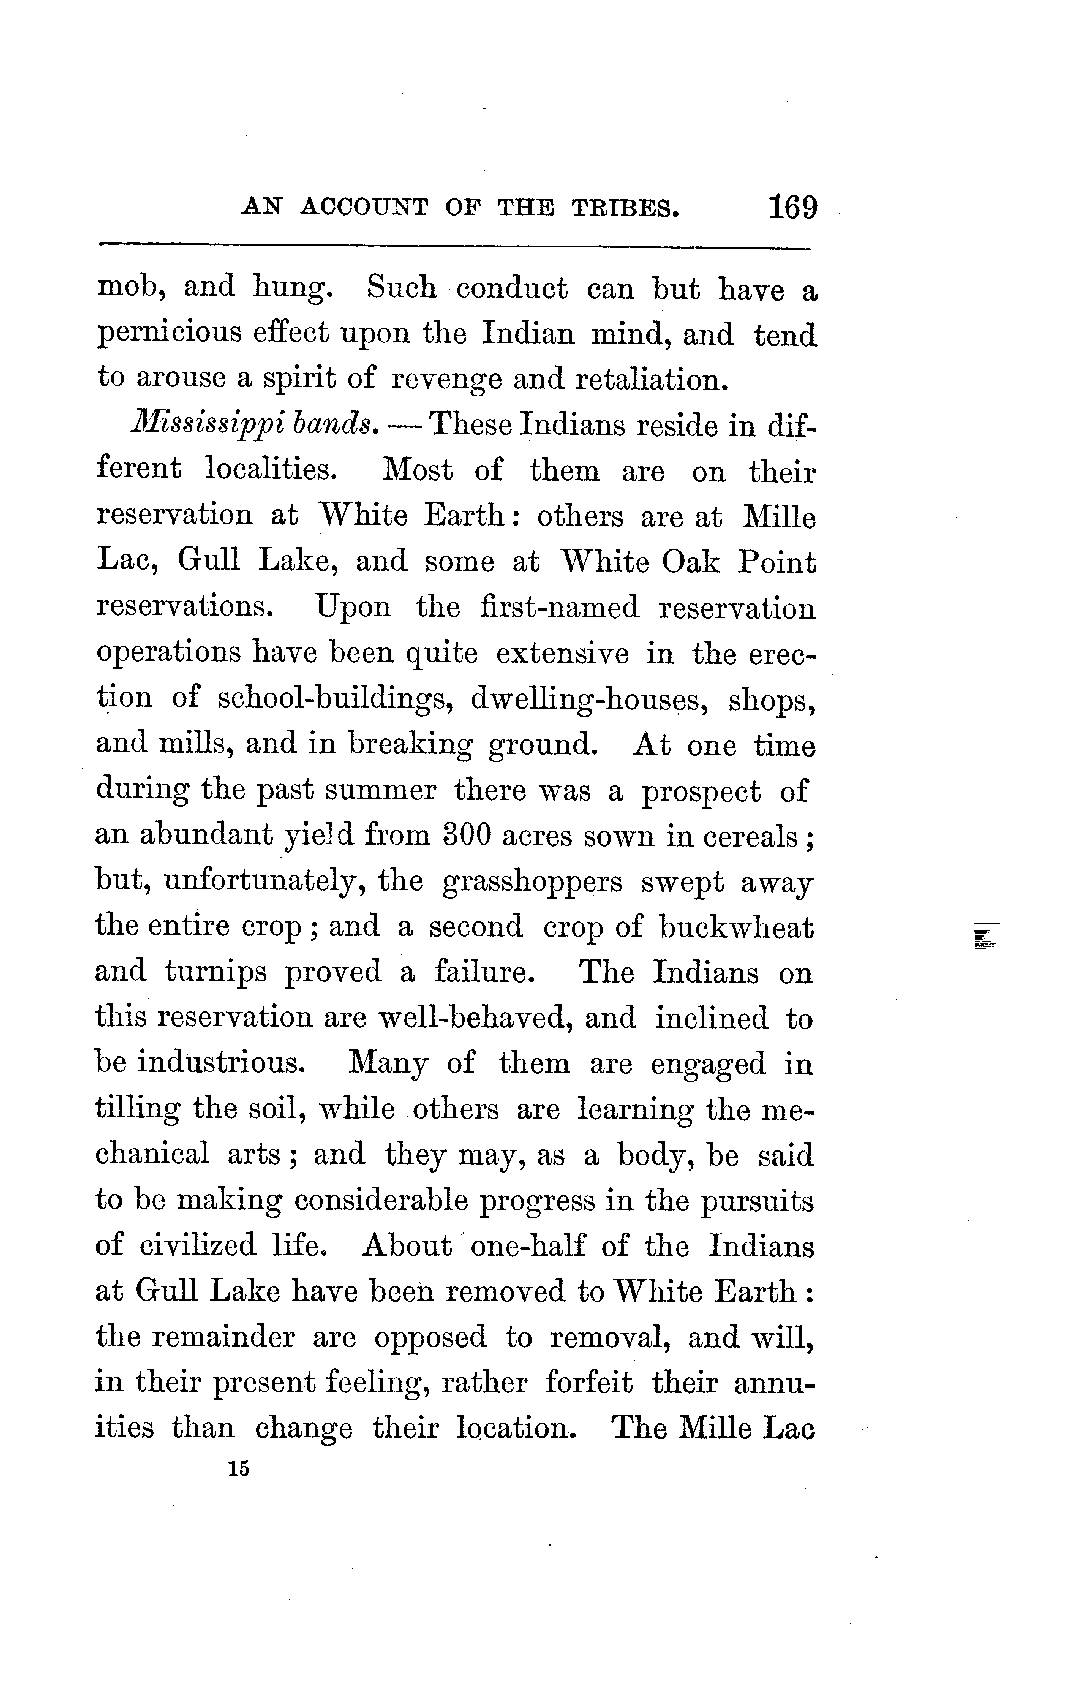 AN ACCOUNT OF THE TRIBES. 169
mob, and hung. Such conduct can but have a
pernicious effect upon the Indian mind, and tend
to arouse a spirit of revenge and retaliation.
Mississippi bands. — These Indians reside in dif-
ferent localities. Most of them are on their
reservation at White Earth: others are at Mille
Lac, Gull Lake, and some at White Oak Point
reservations. Upon the first-named reservation
operations have been quite extensive in the erec-
tion of school-buildings, dwelling-houses, shops,
and mills, and in breaking ground. At one time
during the past summer there was a prospect of
an abundant yield from 300 acres sown in cereals;
but, unfortunately, the grasshoppers swept away
the entire crop; and a second crop of buckwheat
and turnips proved a failure. The Indians on
this reservation are well-behaved, and inclined to
be industrious. Many of them are engaged in
tilling the soil, while others are learning the me-
chanical arts; and they may, as a body, be said
to be making considerable progress in the pursuits
of civilized life. About one-half of the Indians
at Gull Lake have been removed to White Earth:
the remainder are opposed to removal, and will,
in their present feeling, rather forfeit their annu-
ities than change their location. The Mille Lac
15